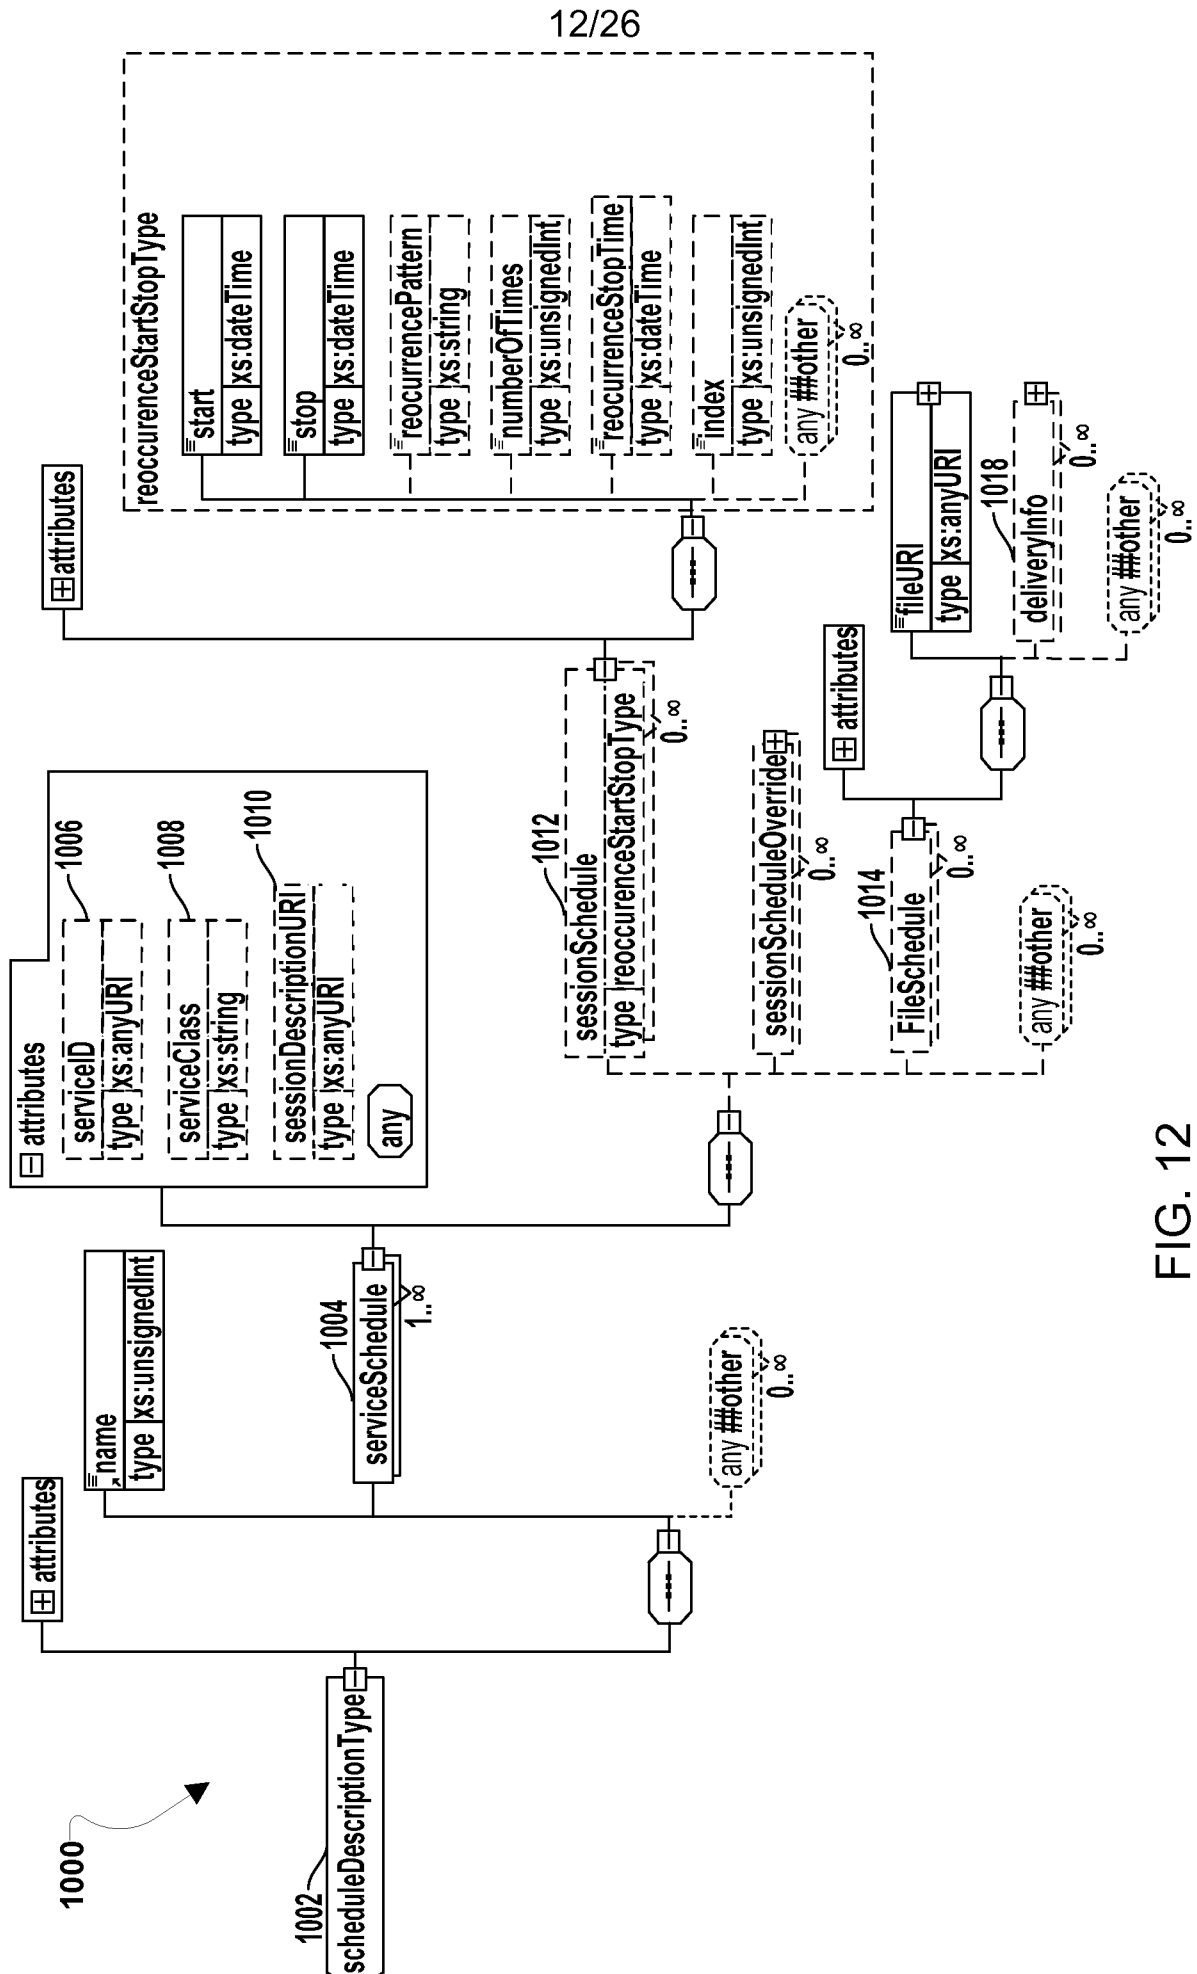 12/26
1000
1002
scheduleDescriptionType
attributes
name
type xs:unsignedInt
1004
serviceSchedule
1..∞
any ##other
0..∞
attributes
serviceID
type xs:anyURI
1006
serviceClass
type xs:string
1008
sessionDescriptionURI
type xs:anyURI
1010
any
1012
sessionSchedule
type reoccurenceStartStopType
0..∞
sessionScheduleOverride
0..∞
1014
FileSchedule
0..∞
any ##other
0..∞
attributes
reoccurenceStartStopType
start
type xs:dateTime
stop
type xs:dateTime
reocurrencePattern
type xs:string
numberOfTimes
type xs:unsignedInt
reocurrenceStopTime
type xs:dateTime
index
type xs:unsignedInt
any ##other
0..∞
attributes
fileURI
type xs:anyURI
1018
deliveryInfo
0..∞
any ##other
0..∞
FIG. 12